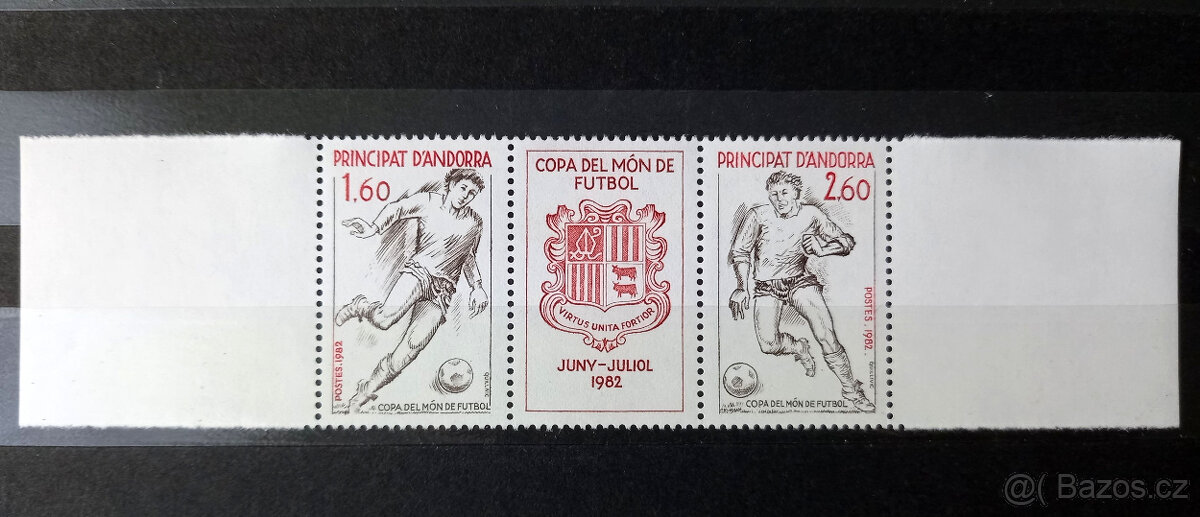 PRINCIPAT D'ANDORRA
1,60
POSTES.1982
COPA DEL MÓN DE FUTBOL
COPA DEL MÓN DE
FUTBOL
VIRTUS UNITA FORTIOR
JUNY-JULIOL
1982
PRINCIPAT D'ANDORRA
2,60
POSTES.1982.
COPA DEL MÓN DE FUTBOL
@( Bazos.cz